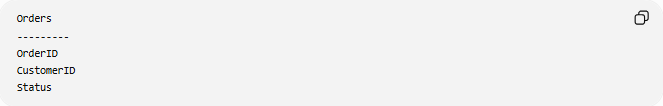 Orders
---------
OrderID
CustomerID
Status